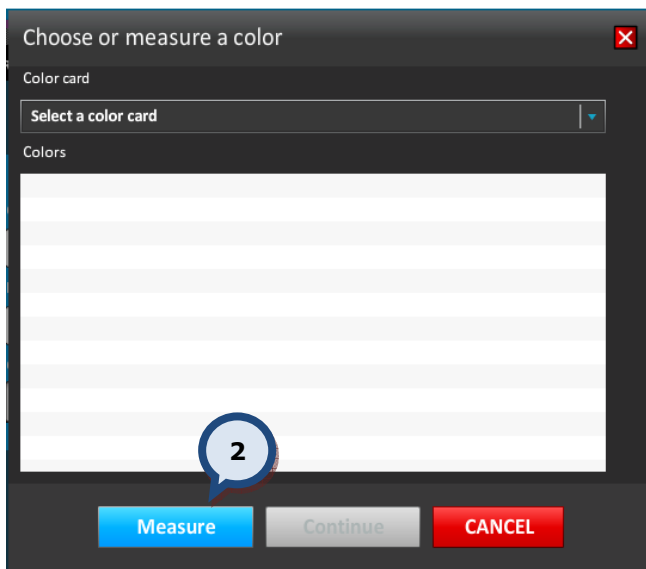 Choose or measure a color
Color card
Select a color card
Colors
2
Measure Continue CANCEL